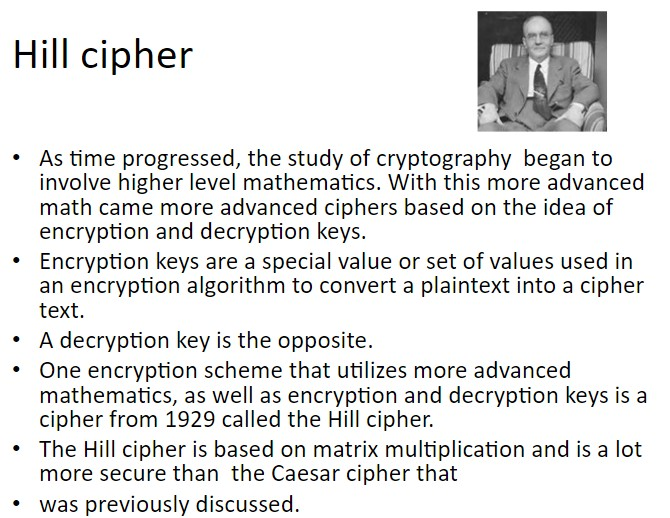 Hill cipher
• As time progressed, the study of cryptography  began to
involve higher level mathematics. With this more advanced
math came more advanced ciphers based on the idea of
encryption and decryption keys.
• Encryption keys are a special value or set of values used in
an encryption algorithm to convert a plaintext into a cipher
text.
• A decryption key is the opposite.
• One encryption scheme that utilizes more advanced
mathematics, as well as encryption and decryption keys is a
cipher from 1929 called the Hill cipher.
• The Hill cipher is based on matrix multiplication and is a lot
more secure than  the Caesar cipher that
• was previously discussed.